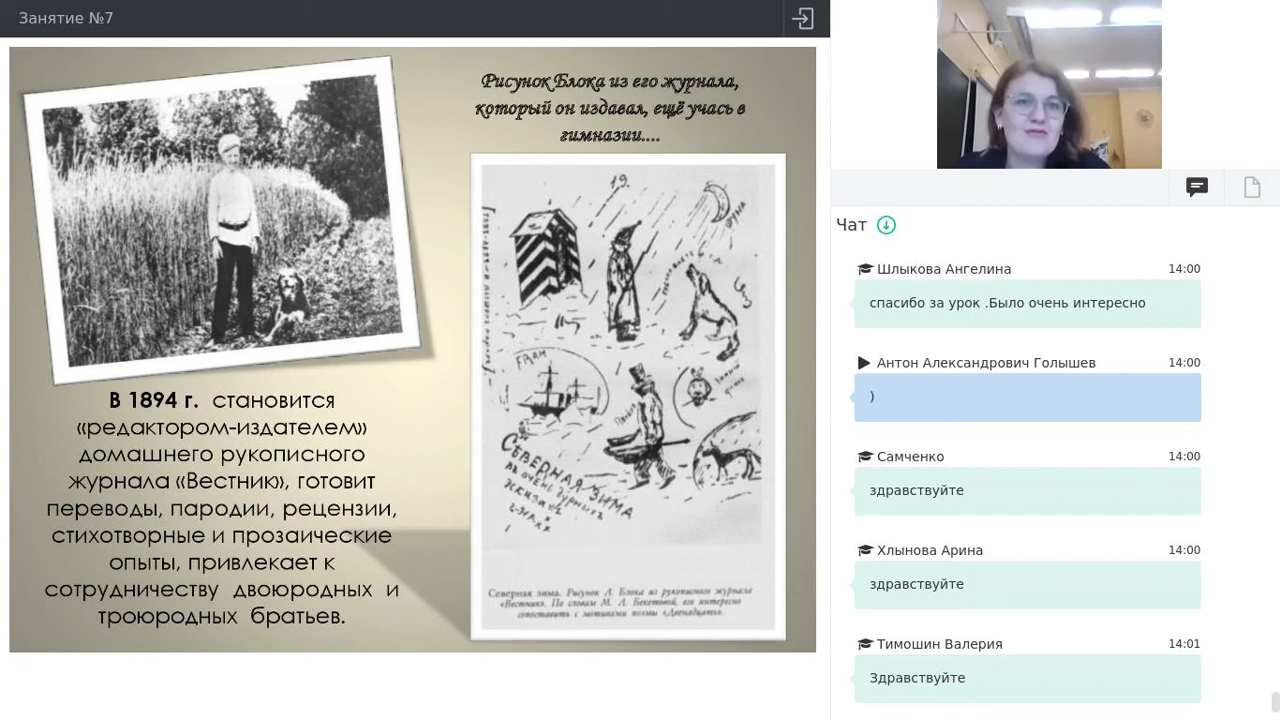 Занятие №7
Рисунок Блока из его журнала,
который он издавал, ещё учась в
гимназии....
19.
FRAM
СѢВЕРНАЯ ЗИМА
Северная зима. Рисунок А. Блока из рукописного журнала
«Вестник». По словам М. А. Бекетовой, его интересно
сопоставить с мотивами поэмы «Двенадцать».
В 1894 г. становится
«редактором-издателем»
домашнего рукописного
журнала «Вестник», готовит
переводы, пародии, рецензии,
стихотворные и прозаические
опыты, привлекает к
сотрудничеству двоюродных и
троюродных братьев.
Чат
Шлыкова Ангелина 14:00
спасибо за урок .Было очень интересно
Антон Александрович Голышев 14:00
)
Самченко 14:00
здравствуйте
Хлынова Арина 14:00
здравствуйте
Тимошин Валерия 14:01
Здравствуйте